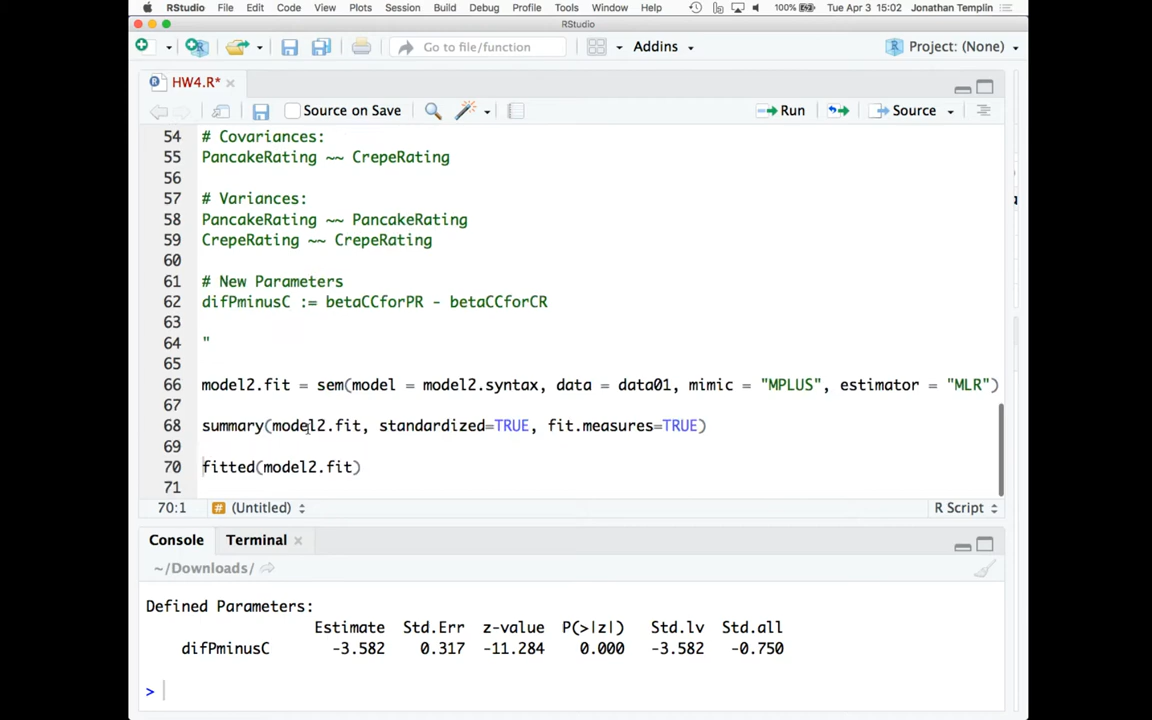 RStudio File Edit Code View Plots Session Build Debug Profile Tools Window Help 100% Tue Apr 3 15:02 Jonathan Templin
RStudio
Go to file/function Addins Project: (None)
HW4.R*
Source on Save Run Source
54 # Covariances:
55 PancakeRating ~~ CrepeRating
56
57 # Variances:
58 PancakeRating ~~ PancakeRating
59 CrepeRating ~~ CrepeRating
60
61 # New Parameters
62 difPminusC := betaCCforPR - betaCCforCR
63
64 "
65
66 model2.fit = sem(model = model2.syntax, data = data01, mimic = "MPLUS", estimator = "MLR")
67
68 summary(model2.fit, standardized=TRUE, fit.measures=TRUE)
69
70 fitted(model2.fit)
71
70:1 # (Untitled) R Script
Console Terminal
~/Downloads/
Defined Parameters:
Estimate Std.Err z-value P(>|z|) Std.lv Std.all
difPminusC -3.582 0.317 -11.284 0.000 -3.582 -0.750
>